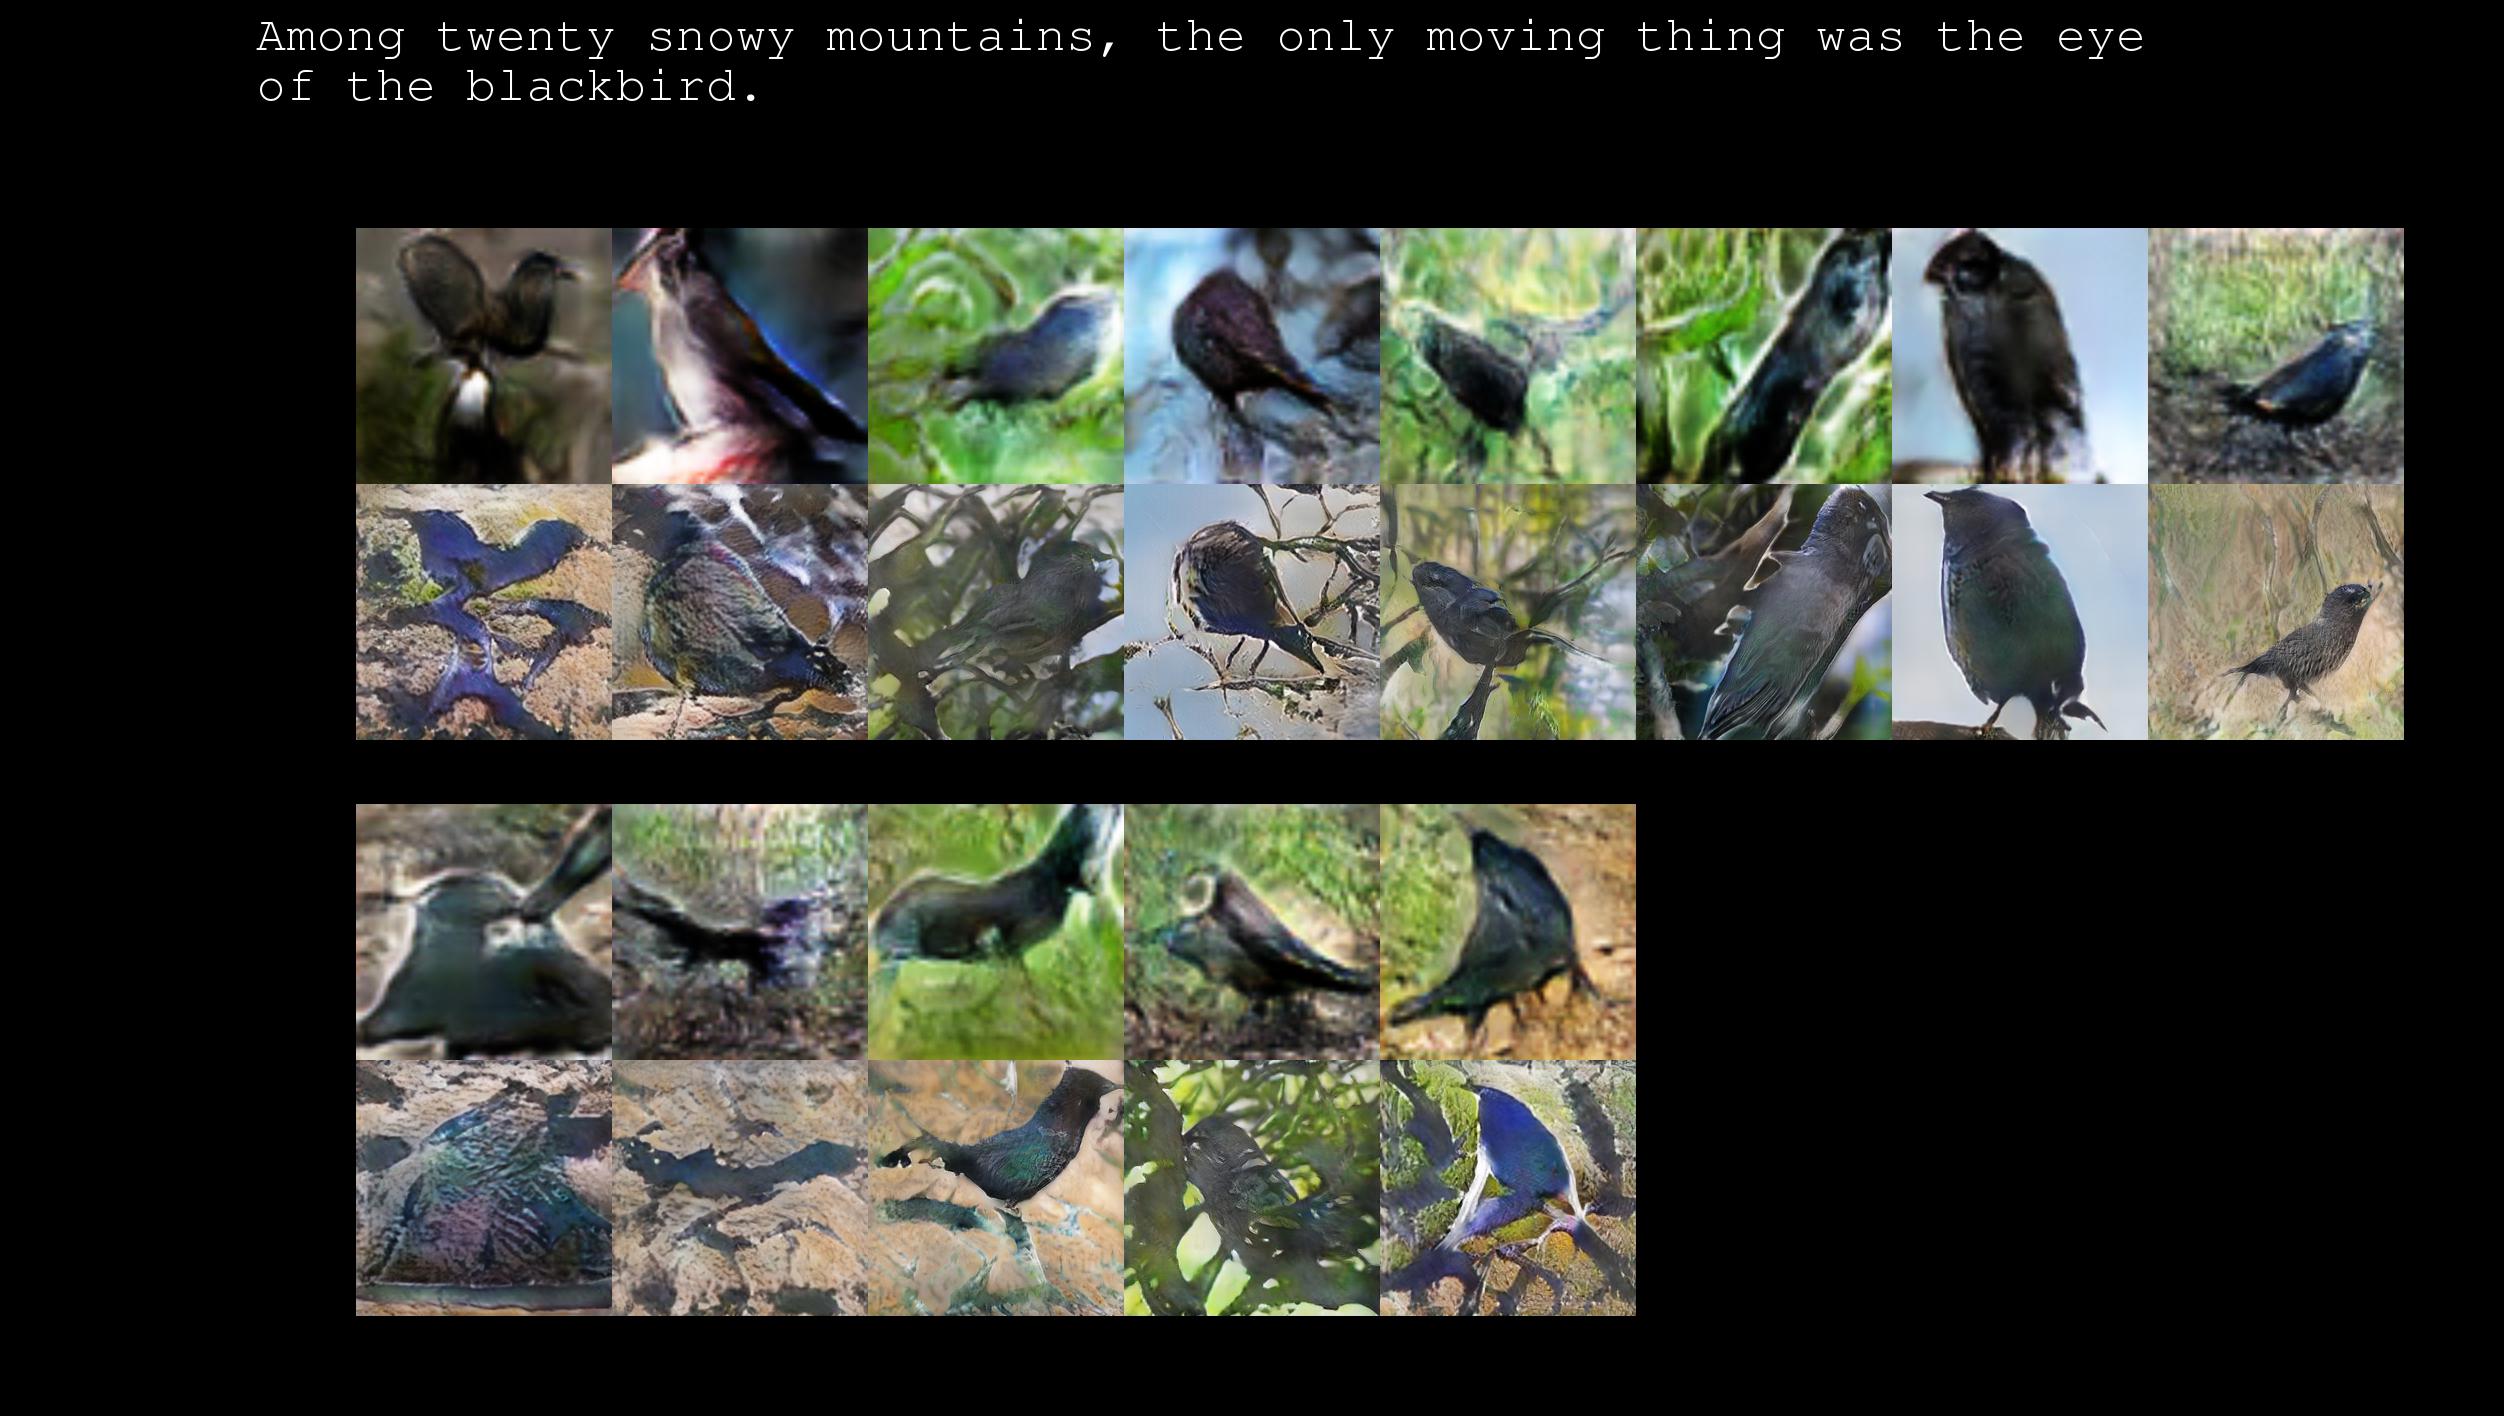 Among twenty snowy mountains, the only moving thing was the eye
of the blackbird.